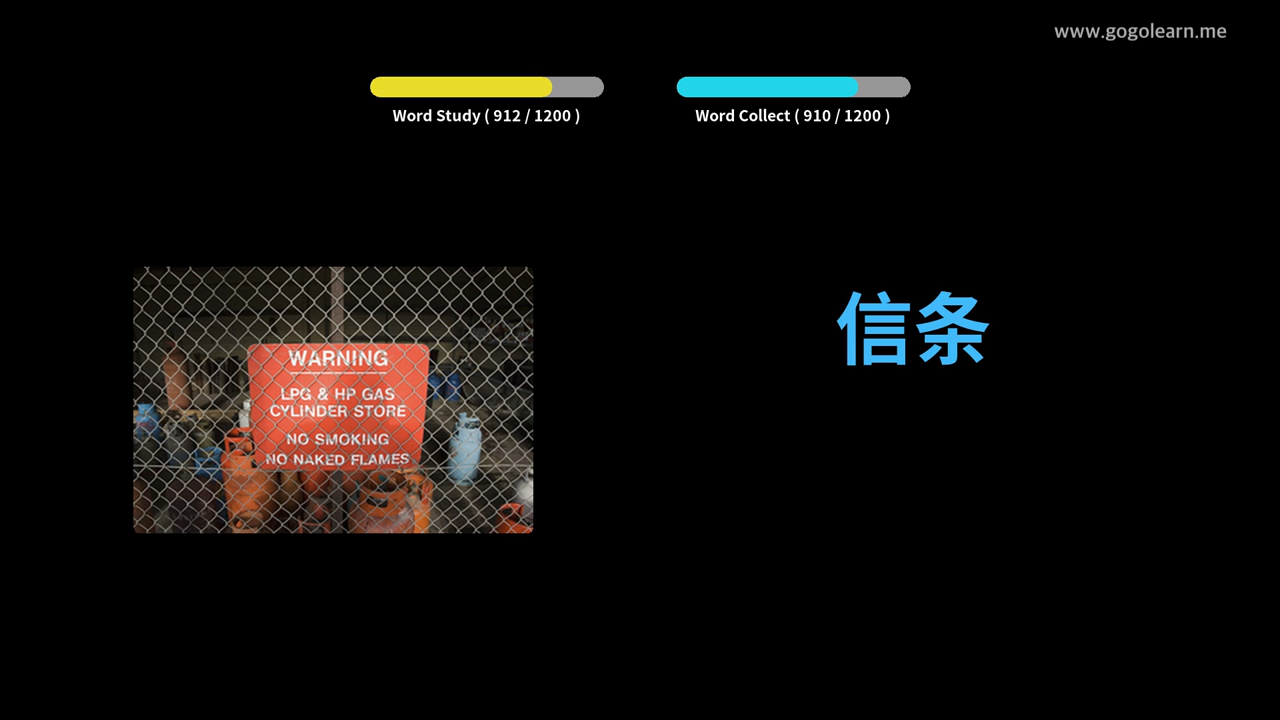 www.gogolearn.me
Word Study ( 912 / 1200 )
Word Collect ( 910 / 1200 )
WARNING
LPG & HP GAS
CYLINDER STORE
NO SMOKING
NO NAKED FLAMES
信条